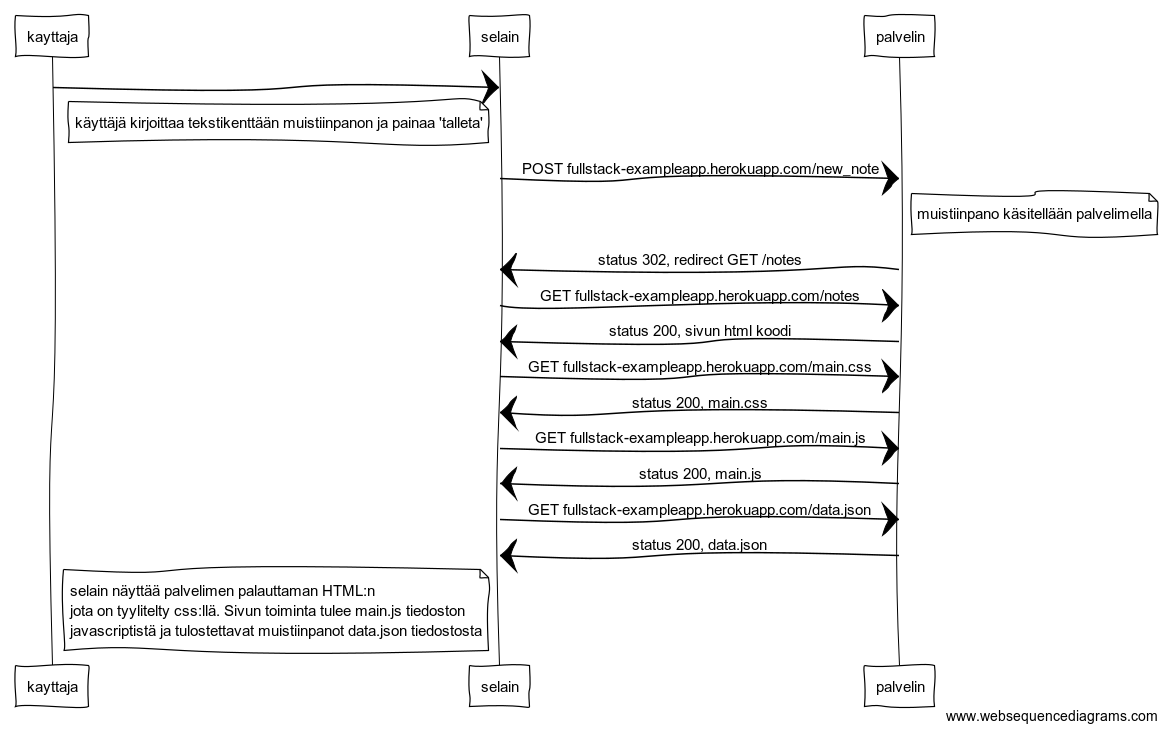 kayttaja
selain
palvelin
käyttäjä kirjoittaa tekstikenttään muistiinpanon ja painaa 'talleta'
POST fullstack-exampleapp.herokuapp.com/new_note
muistiinpano käsitellään palvelimella
status 302, redirect GET /notes
GET fullstack-exampleapp.herokuapp.com/notes
status 200, sivun html koodi
GET fullstack-exampleapp.herokuapp.com/main.css
status 200, main.css
GET fullstack-exampleapp.herokuapp.com/main.js
status 200, main.js
GET fullstack-exampleapp.herokuapp.com/data.json
status 200, data.json
selain näyttää palvelimen palauttaman HTML:n
jota on tyylitelty css:llä. Sivun toiminta tulee main.js tiedoston
javascriptistä ja tulostettavat muistiinpanot data.json tiedostosta
kayttaja
selain
palvelin
www.websequencediagrams.com